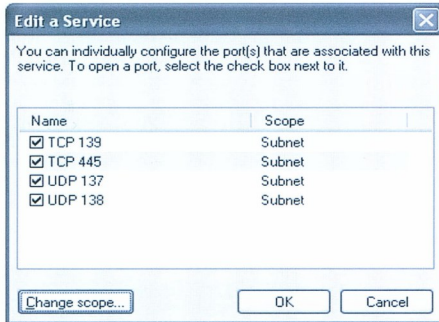 Edit a Service
You can individually configure the port(s) that are associated with this
service. To open a port, select the check box next to it.
Name Scope
TCP 139 Subnet
TCP 445 Subnet
UDP 137 Subnet
UDP 138 Subnet
Change scope... OK Cancel